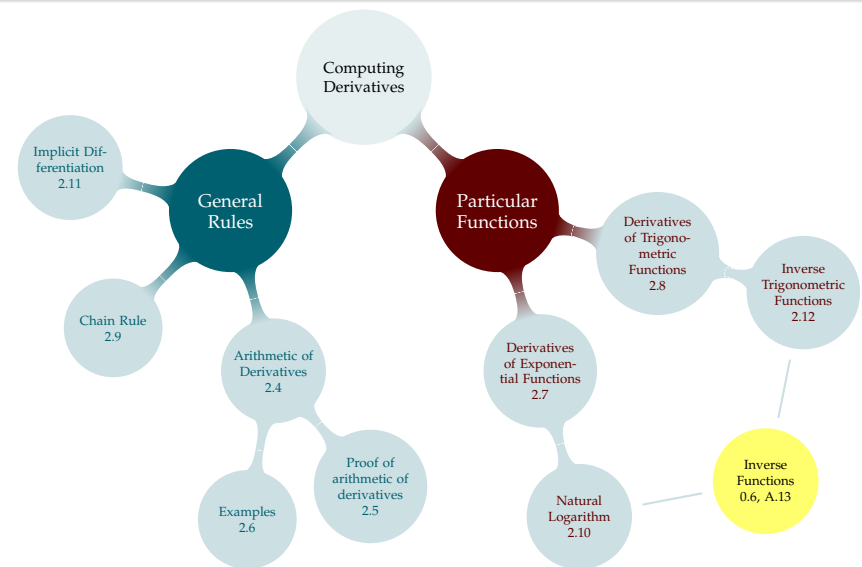 Computing
Derivatives
General
Rules
Implicit Dif-
ferentiation
2.11
Chain Rule
2.9
Arithmetic of
Derivatives
2.4
Examples
2.6
Proof of
arithmetic of
derivatives
2.5
Particular
Functions
Derivatives
of Trigono-
metric
Functions
2.8
Inverse
Trigonometric
Functions
2.12
Derivatives
of Exponen-
tial Functions
2.7
Natural
Logarithm
2.10
Inverse
Functions
0.6, A.13